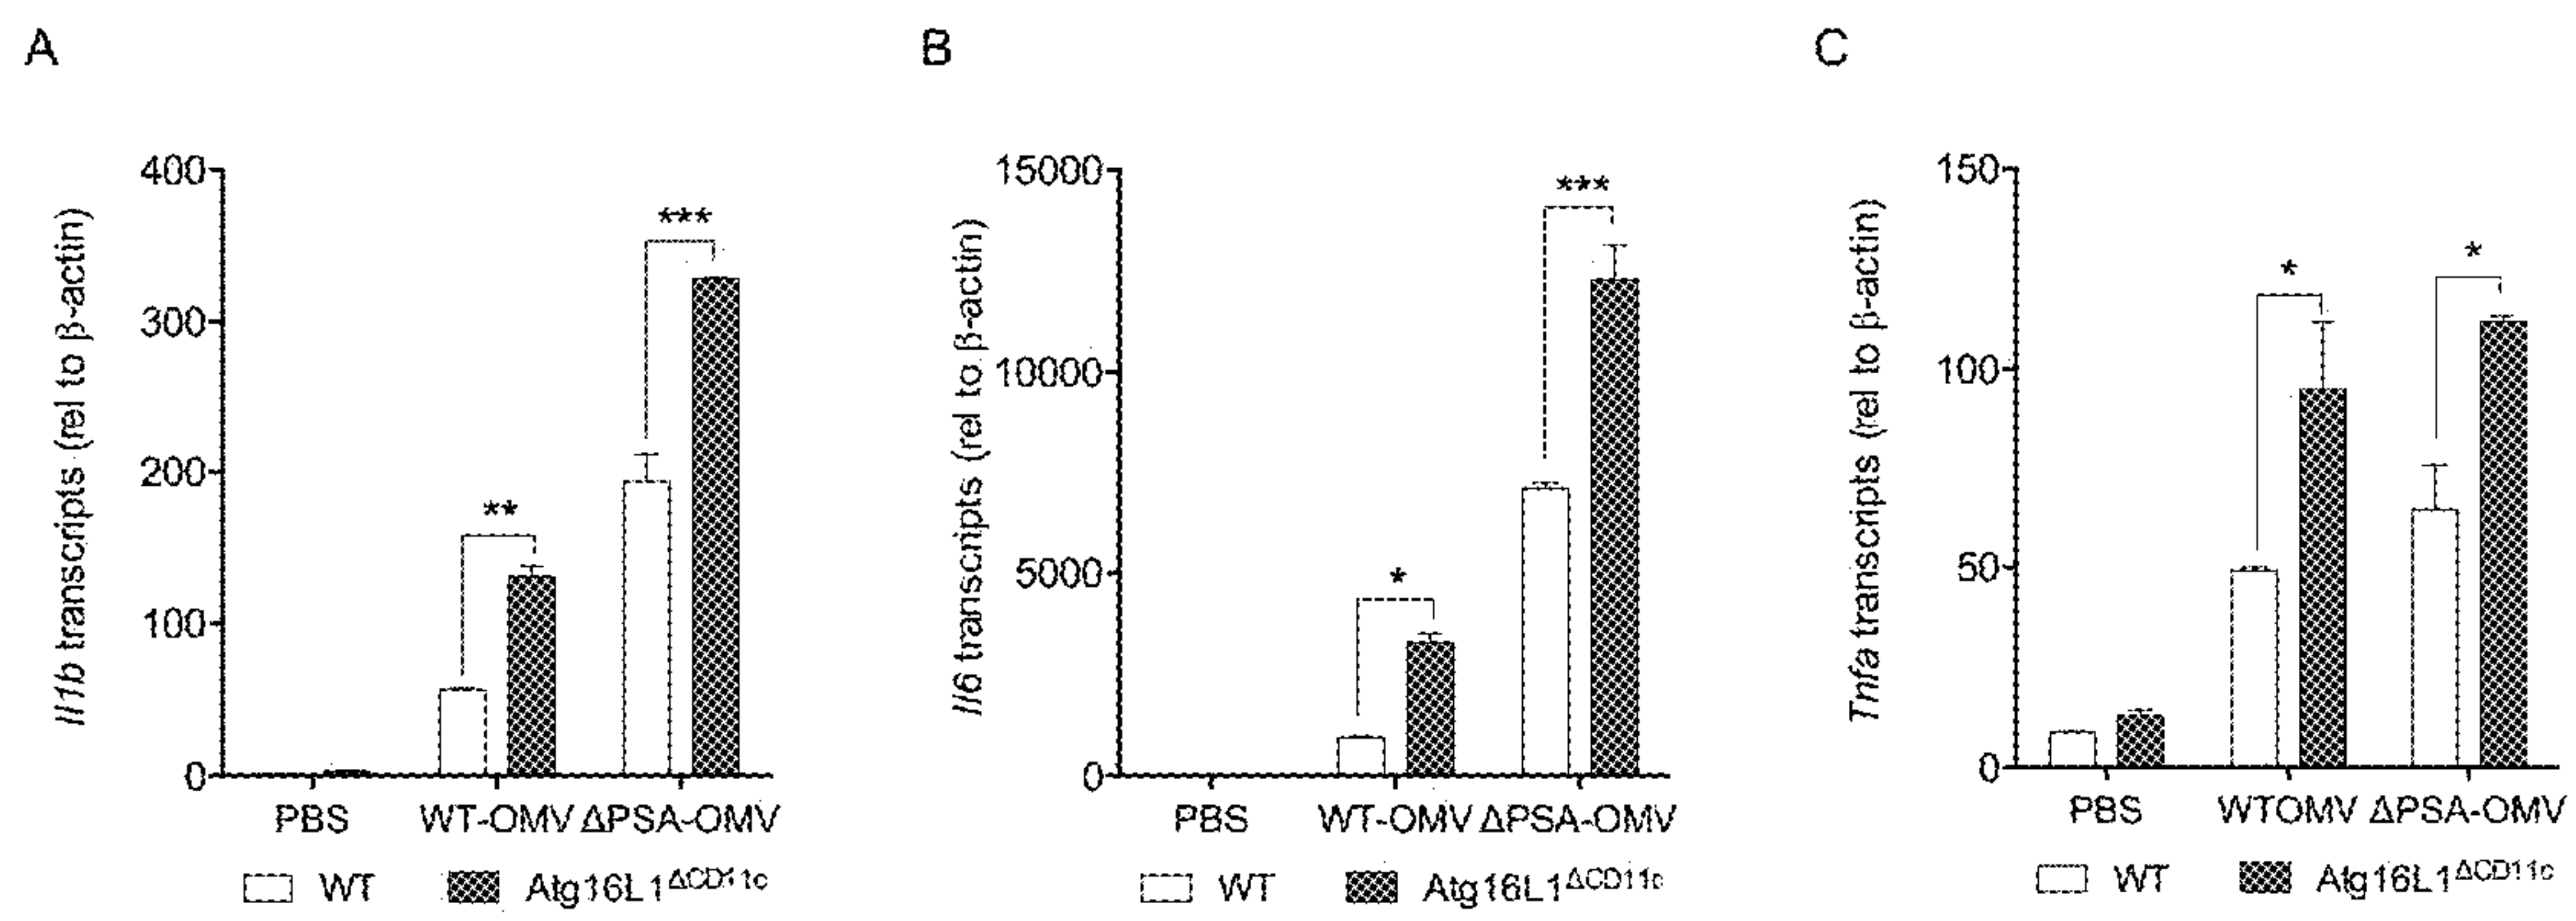 A
Il1b transcripts (rel to β-actin)
400
300
200
100
0
**
***
PBS
WT-OMV
ΔPSA-OMV
WT
Atg16L1ΔCD11c
B
Il6 transcripts (rel to β-actin)
15000
10000
5000
0
*
***
PBS
WT-OMV
ΔPSA-OMV
WT
Atg16L1ΔCD11c
C
Tnfa transcripts (rel to β-actin)
150
100
50
0
*
*
PBS
WTOMV
ΔPSA-OMV
WT
Atg16L1ΔCD11c